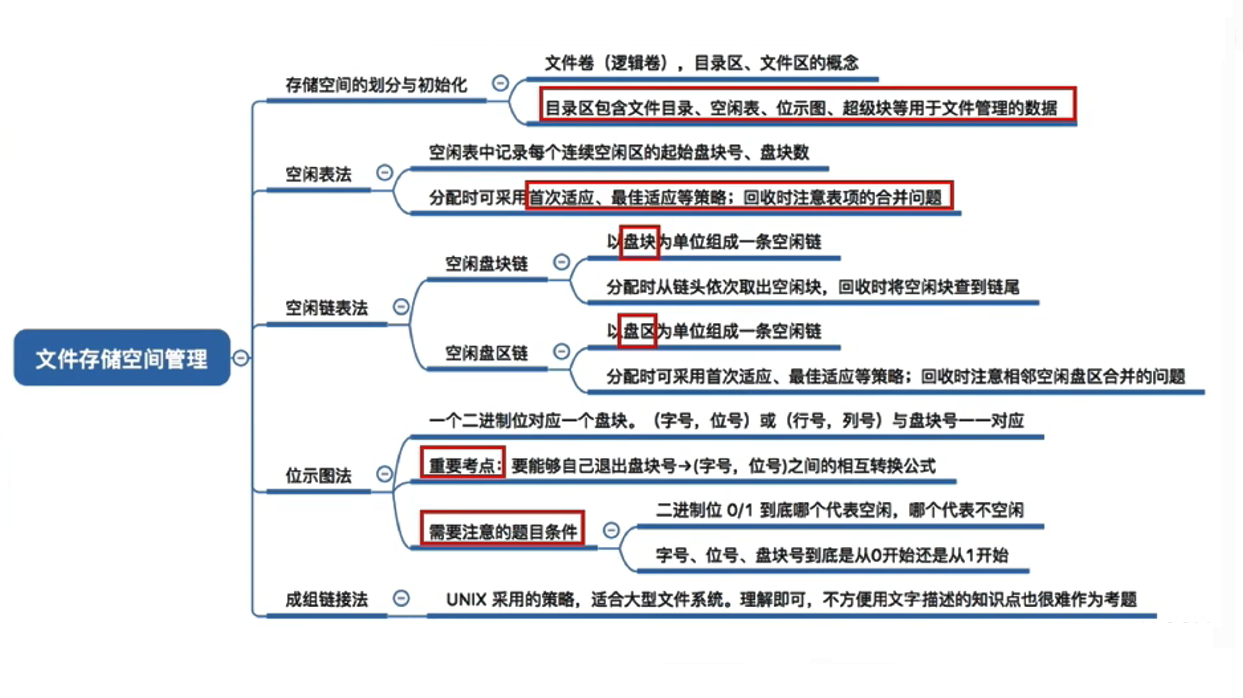 文件存储空间管理
存储空间的划分与初始化
文件卷（逻辑卷），目录区、文件区的概念
目录区包含文件目录、空闲表、位示图、超级块等用于文件管理的数据
空闲表法
空闲表中记录每个连续空闲区的起始盘块号、盘块数
分配时可采用首次适应、最佳适应等策略；回收时注意表项的合并问题
空闲链表法
空闲盘块链
以盘块为单位组成一条空闲链
分配时从链头依次取出空闲块，回收时将空闲块查到链尾
空闲盘区链
以盘区为单位组成一条空闲链
分配时可采用首次适应、最佳适应等策略；回收时注意相邻空闲盘区合并的问题
位示图法
一个二进制位对应一个盘块。（字号，位号）或（行号，列号）与盘块号一一对应
重要考点：要能够自己退出盘块号→(字号，位号)之间的相互转换公式
需要注意的题目条件
二进制位 0/1 到底哪个代表空闲，哪个代表不空闲
字号、位号、盘块号到底是从0开始还是从1开始
成组链接法
UNIX 采用的策略，适合大型文件系统。理解即可，不方便用文字描述的知识点也很难作为考题